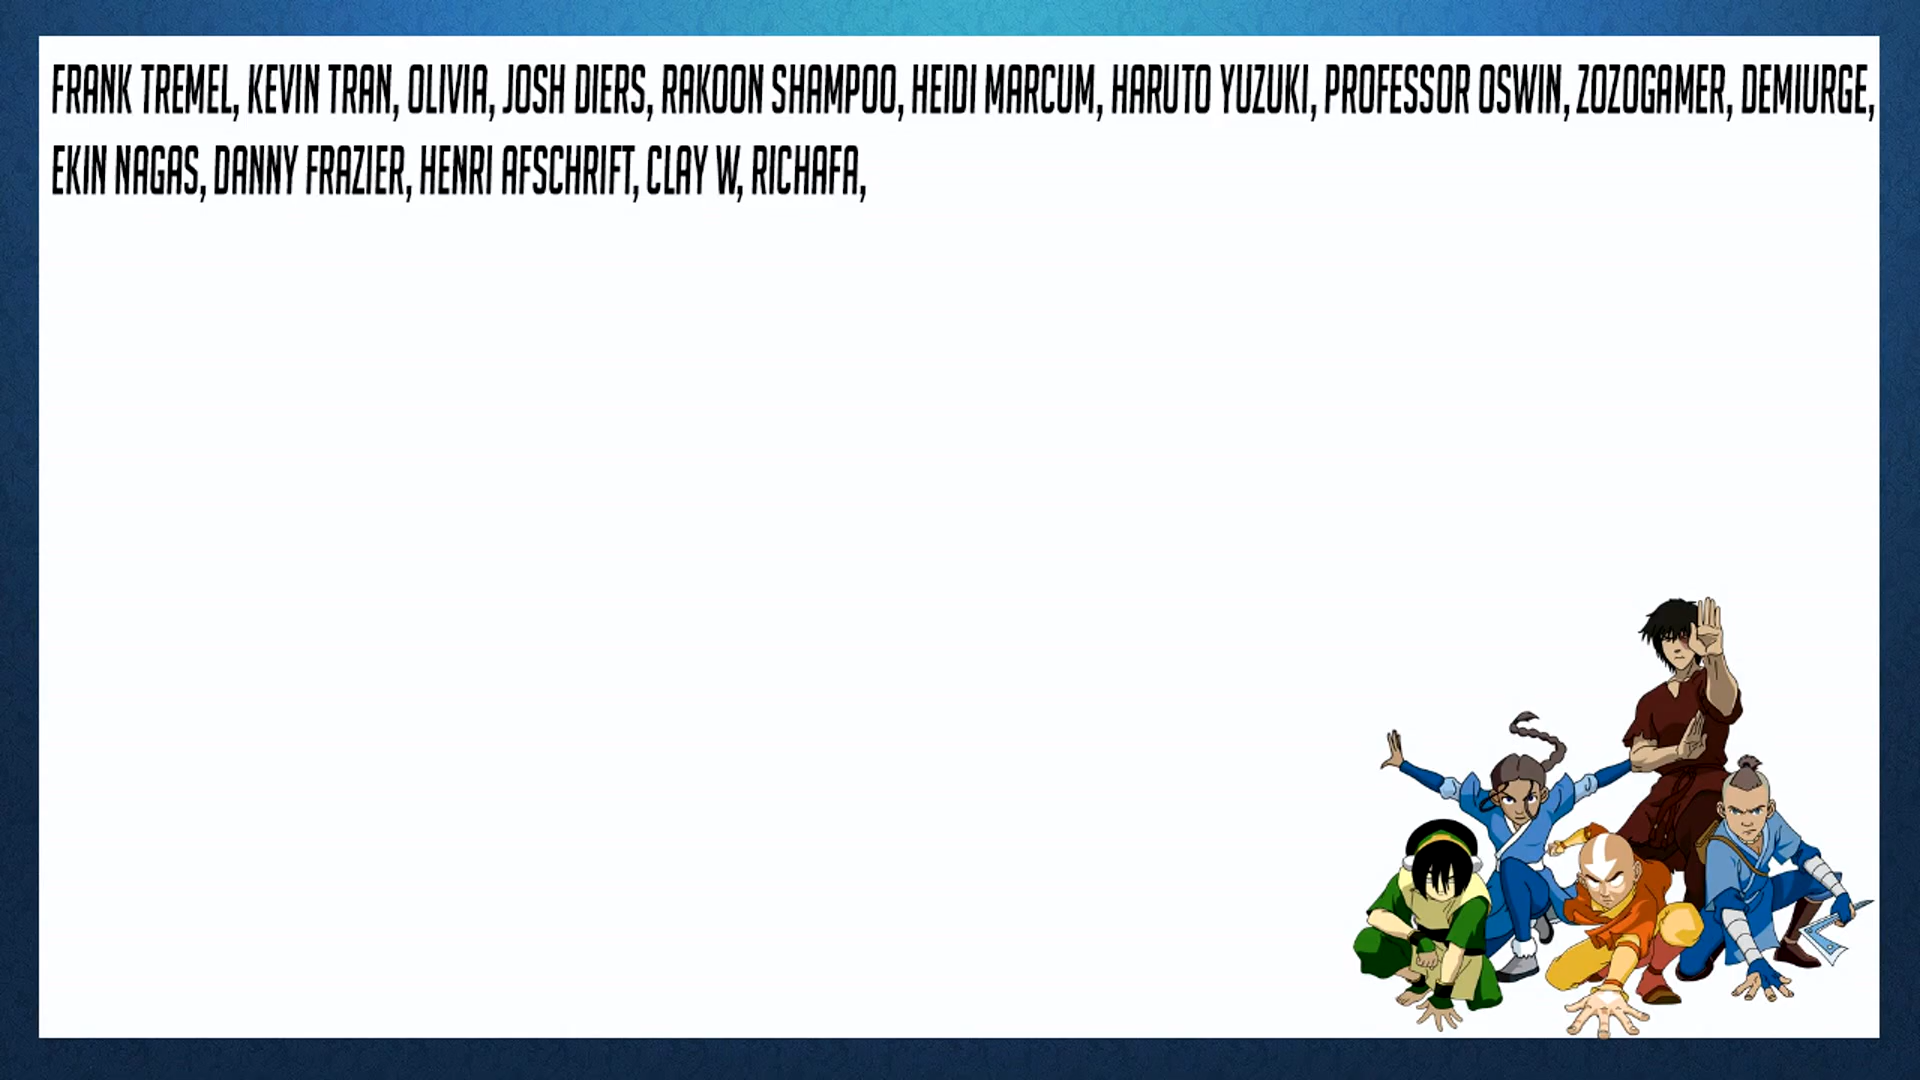 FRANK TREMEL, KEVIN TRAN, OLIVIA, JOSH DIERS, RAKOON SHAMPOO, HEIDI MARCUM, HARUTO YUZUKI, PROFESSOR OSWIN, ZOZOGAMER, DEMIURGE,
EKIN NAGAS, DANNY FRAZIER, HENRI AFSCHRIFT, CLAY W, RICHAFA,